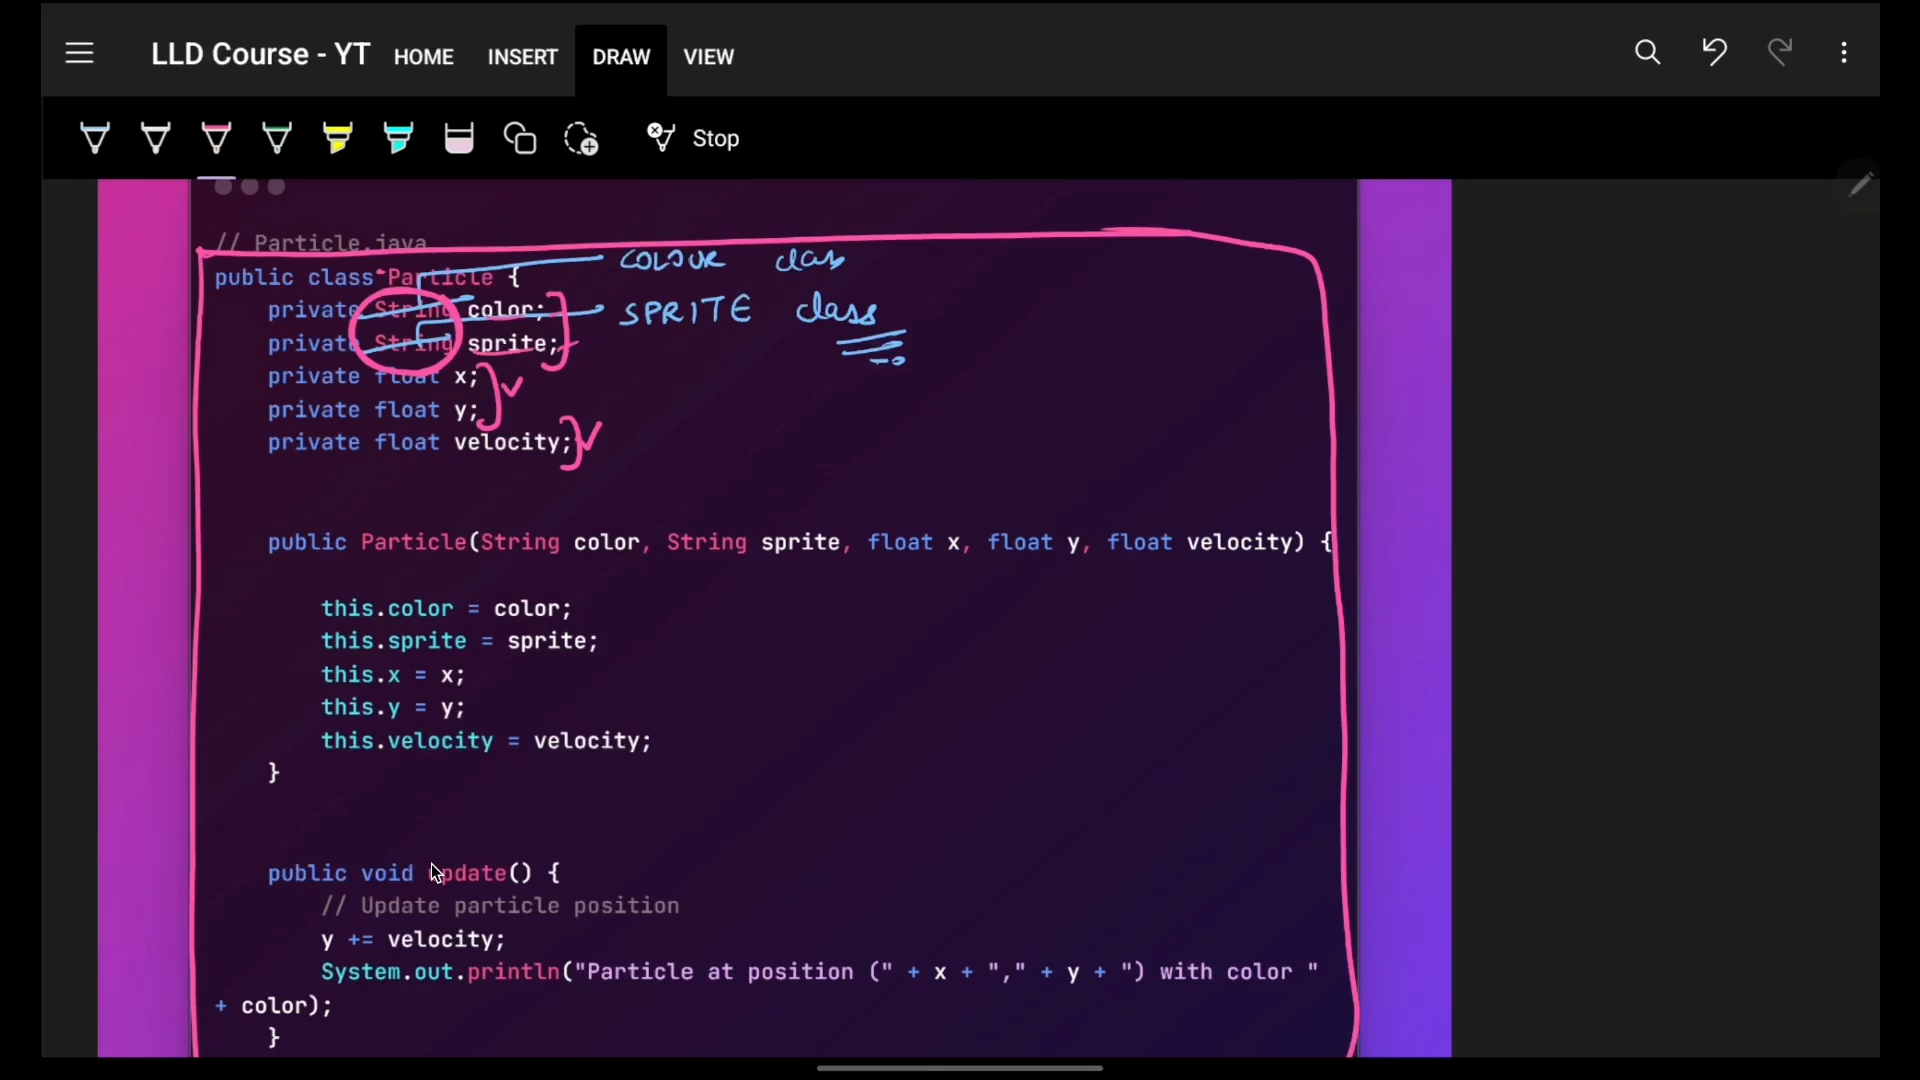 LLD Course - YT HOME INSERT DRAW VIEW
Stop
// Particle.java
public class Particle {
COLOUR class
private String color;
SPRITE class
private String sprite;
private float x;
private float y;
private float velocity;
public Particle(String color, String sprite, float x, float y, float velocity) {
this.color = color;
this.sprite = sprite;
this.x = x;
this.y = y;
this.velocity = velocity;
}
public void update() {
// Update particle position
y += velocity;
System.out.println("Particle at position (" + x + "," + y + ") with color "
+ color);
}